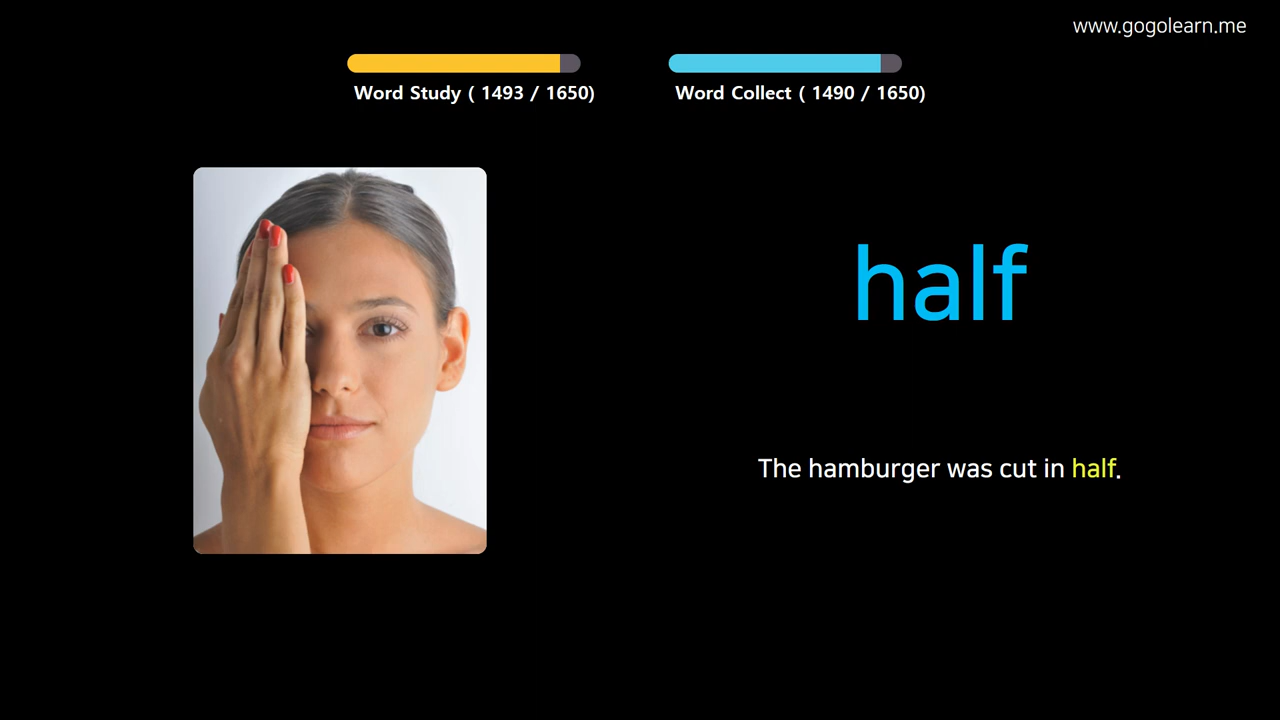 www.gogolearn.me
Word Study ( 1493 / 1650)
Word Collect ( 1490 / 1650)
half
The hamburger was cut in half.